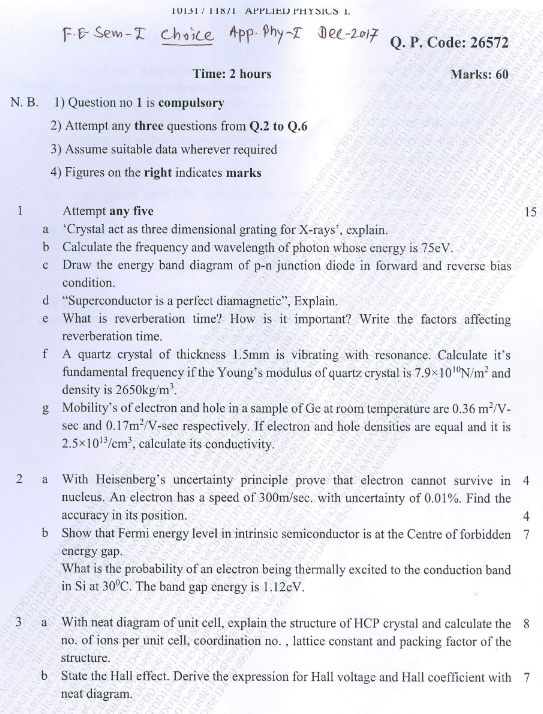 10131 / 11871 APPLIED PHYSICS I.
F.E Sem-I Choice App. Phy-I Dec-2017
Q. P. Code: 26572
Time: 2 hours Marks: 60
N. B. 1) Question no 1 is compulsory
2) Attempt any three questions from Q.2 to Q.6
3) Assume suitable data wherever required
4) Figures on the right indicates marks
1 Attempt any five 15
a ‘Crystal act as three dimensional grating for X-rays’, explain.
b Calculate the frequency and wavelength of photon whose energy is 75eV.
c Draw the energy band diagram of p-n junction diode in forward and reverse bias
condition.
d “Superconductor is a perfect diamagnetic”, Explain.
e What is reverberation time? How is it important? Write the factors affecting
reverberation time.
f A quartz crystal of thickness 1.5mm is vibrating with resonance. Calculate it’s
fundamental frequency if the Young’s modulus of quartz crystal is 7.9×10¹⁰N/m² and
density is 2650kg/m³.
g Mobility’s of electron and hole in a sample of Ge at room temperature are 0.36 m²/V-
sec and 0.17m²/V-sec respectively. If electron and hole densities are equal and it is
2.5×10¹³/cm³, calculate its conductivity.
2 a With Heisenberg’s uncertainty principle prove that electron cannot survive in 4
nucleus. An electron has a speed of 300m/sec. with uncertainty of 0.01%. Find the
accuracy in its position. 4
b Show that Fermi energy level in intrinsic semiconductor is at the Centre of forbidden 7
energy gap.
What is the probability of an electron being thermally excited to the conduction band
in Si at 30⁰C. The band gap energy is 1.12eV.
3 a With neat diagram of unit cell, explain the structure of HCP crystal and calculate the 8
no. of ions per unit cell, coordination no. , lattice constant and packing factor of the
structure.
b State the Hall effect. Derive the expression for Hall voltage and Hall coefficient with 7
neat diagram.